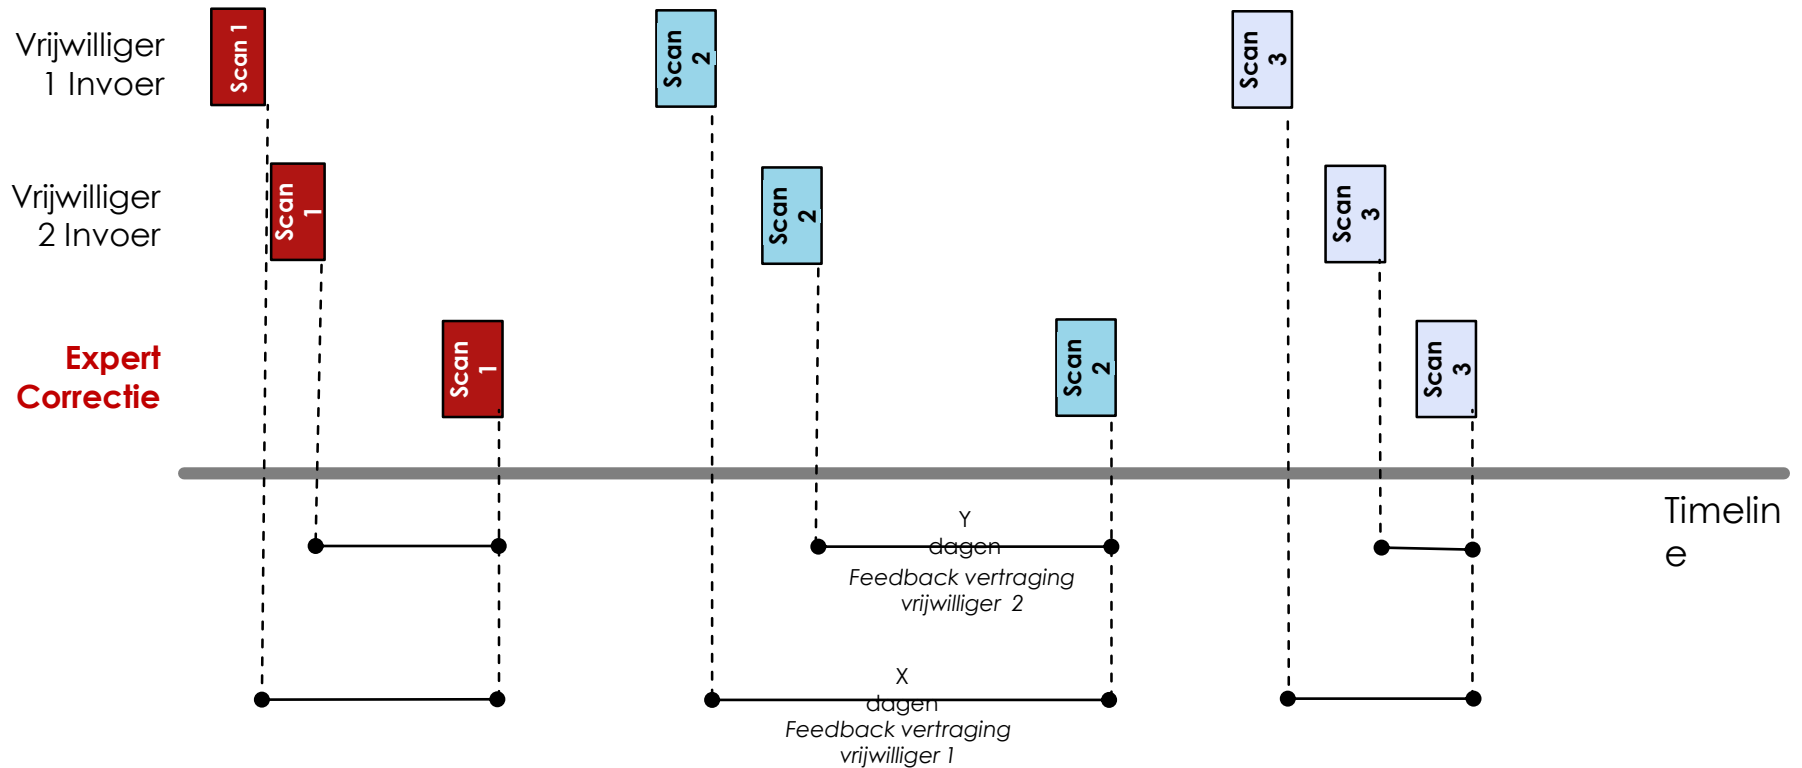 Vrijwilliger
1 Invoer
Scan 1
Scan
2
Scan
3
Vrijwilliger
2 Invoer
Scan
1
Scan
2
Scan
3
Expert
Correctie
Scan
1
Scan
2
Scan
3
Timelin
e
Y
dagen
Feedback vertraging
vrijwilliger 2
X
dagen
Feedback vertraging
vrijwilliger 1